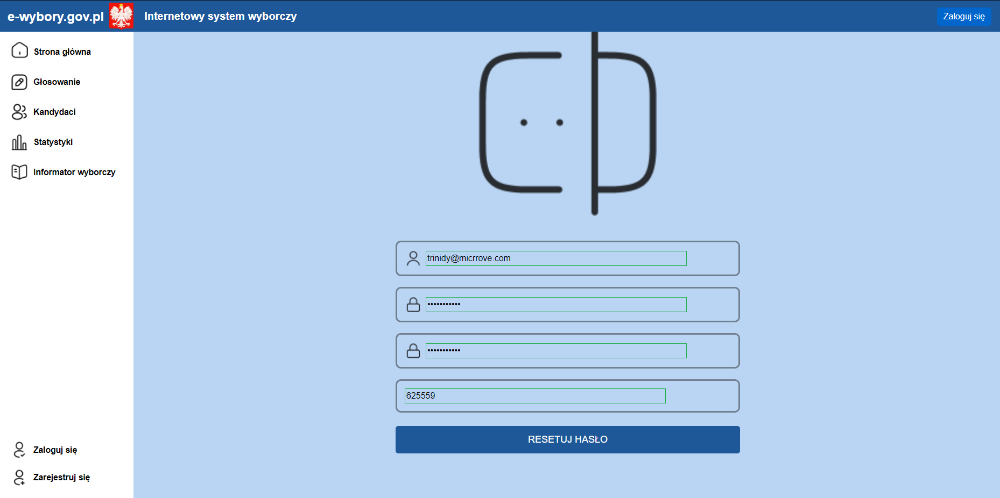 e-wybory.gov.pl
Internetowy system wyborczy
Zaloguj się
Strona główna
Głosowanie
Kandydaci
Statystyki
Informator wyborczy
trinidy@micrrove.com
•••••••••••
•••••••••••
625559
RESETUJ HASŁO
Zaloguj się
Zarejestruj się